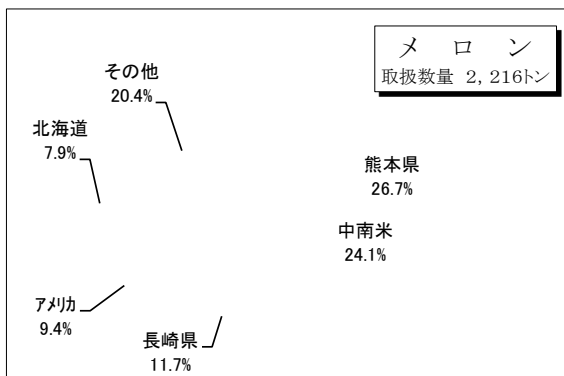 メ ロ ン
取扱数量 2,216トン
その他
20.4%
北海道
7.9%
熊本県
26.7%
中南米
24.1%
アメリカ
9.4%
長崎県
11.7%